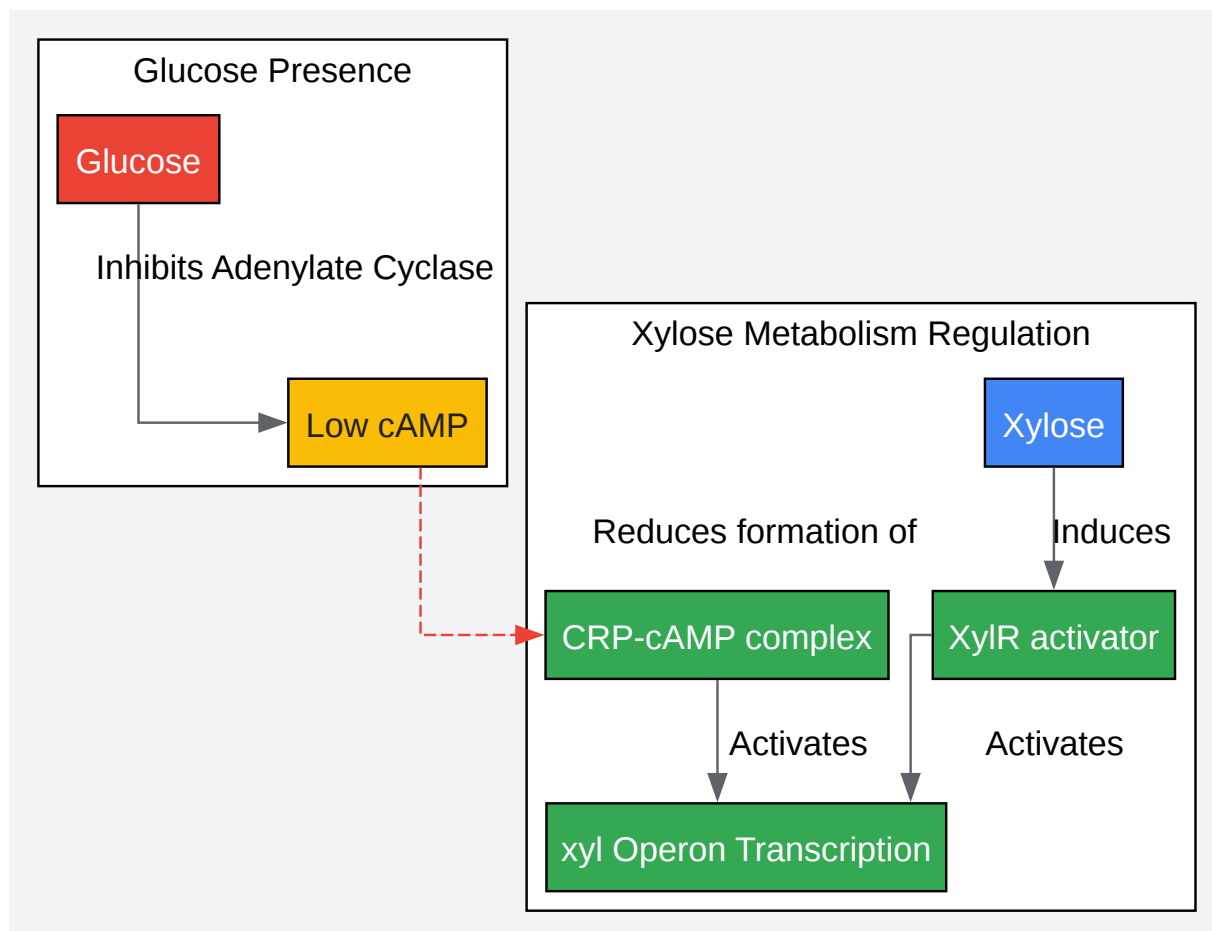 Glucose Presence
Glucose
Inhibits Adenylate Cyclase
Low cAMP
Xylose Metabolism Regulation
Xylose
Reduces formation of
Induces
CRP-cAMP complex
XylR activator
Activates
Activates
xyl Operon Transcription